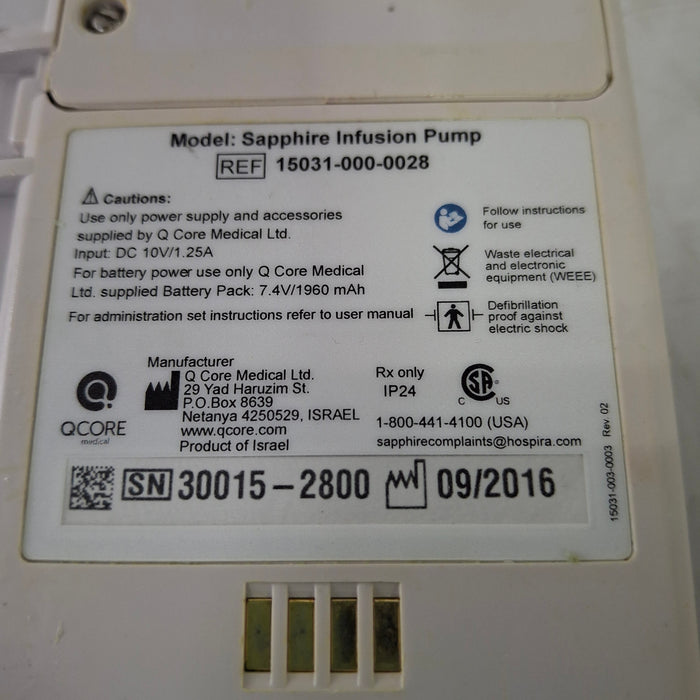 Model: Sapphire Infusion Pump
REF 15031-000-0028
Cautions:
Use only power supply and accessories
supplied by Q Core Medical Ltd.
Input: DC 10V/1.25A
For battery power use only Q Core Medical
Ltd. supplied Battery Pack: 7.4V/1960 mAh
For administration set instructions refer to user manual
Follow instructions
for use
Waste electrical
and electronic
equipment (WEEE)
Defibrillation
proof against
electric shock
QCORE
medical
Manufacturer
Q Core Medical Ltd.
29 Yad Haruzim St.
P.O.Box 8639
Netanya 4250529, ISRAEL
www.qcore.com
Product of Israel
Rx only
IP24
CSA
C US
1-800-441-4100 (USA)
sapphirecomplaints@hospira.com
SN 30015-2800 09/2016
15031-003-0003 Rev 02